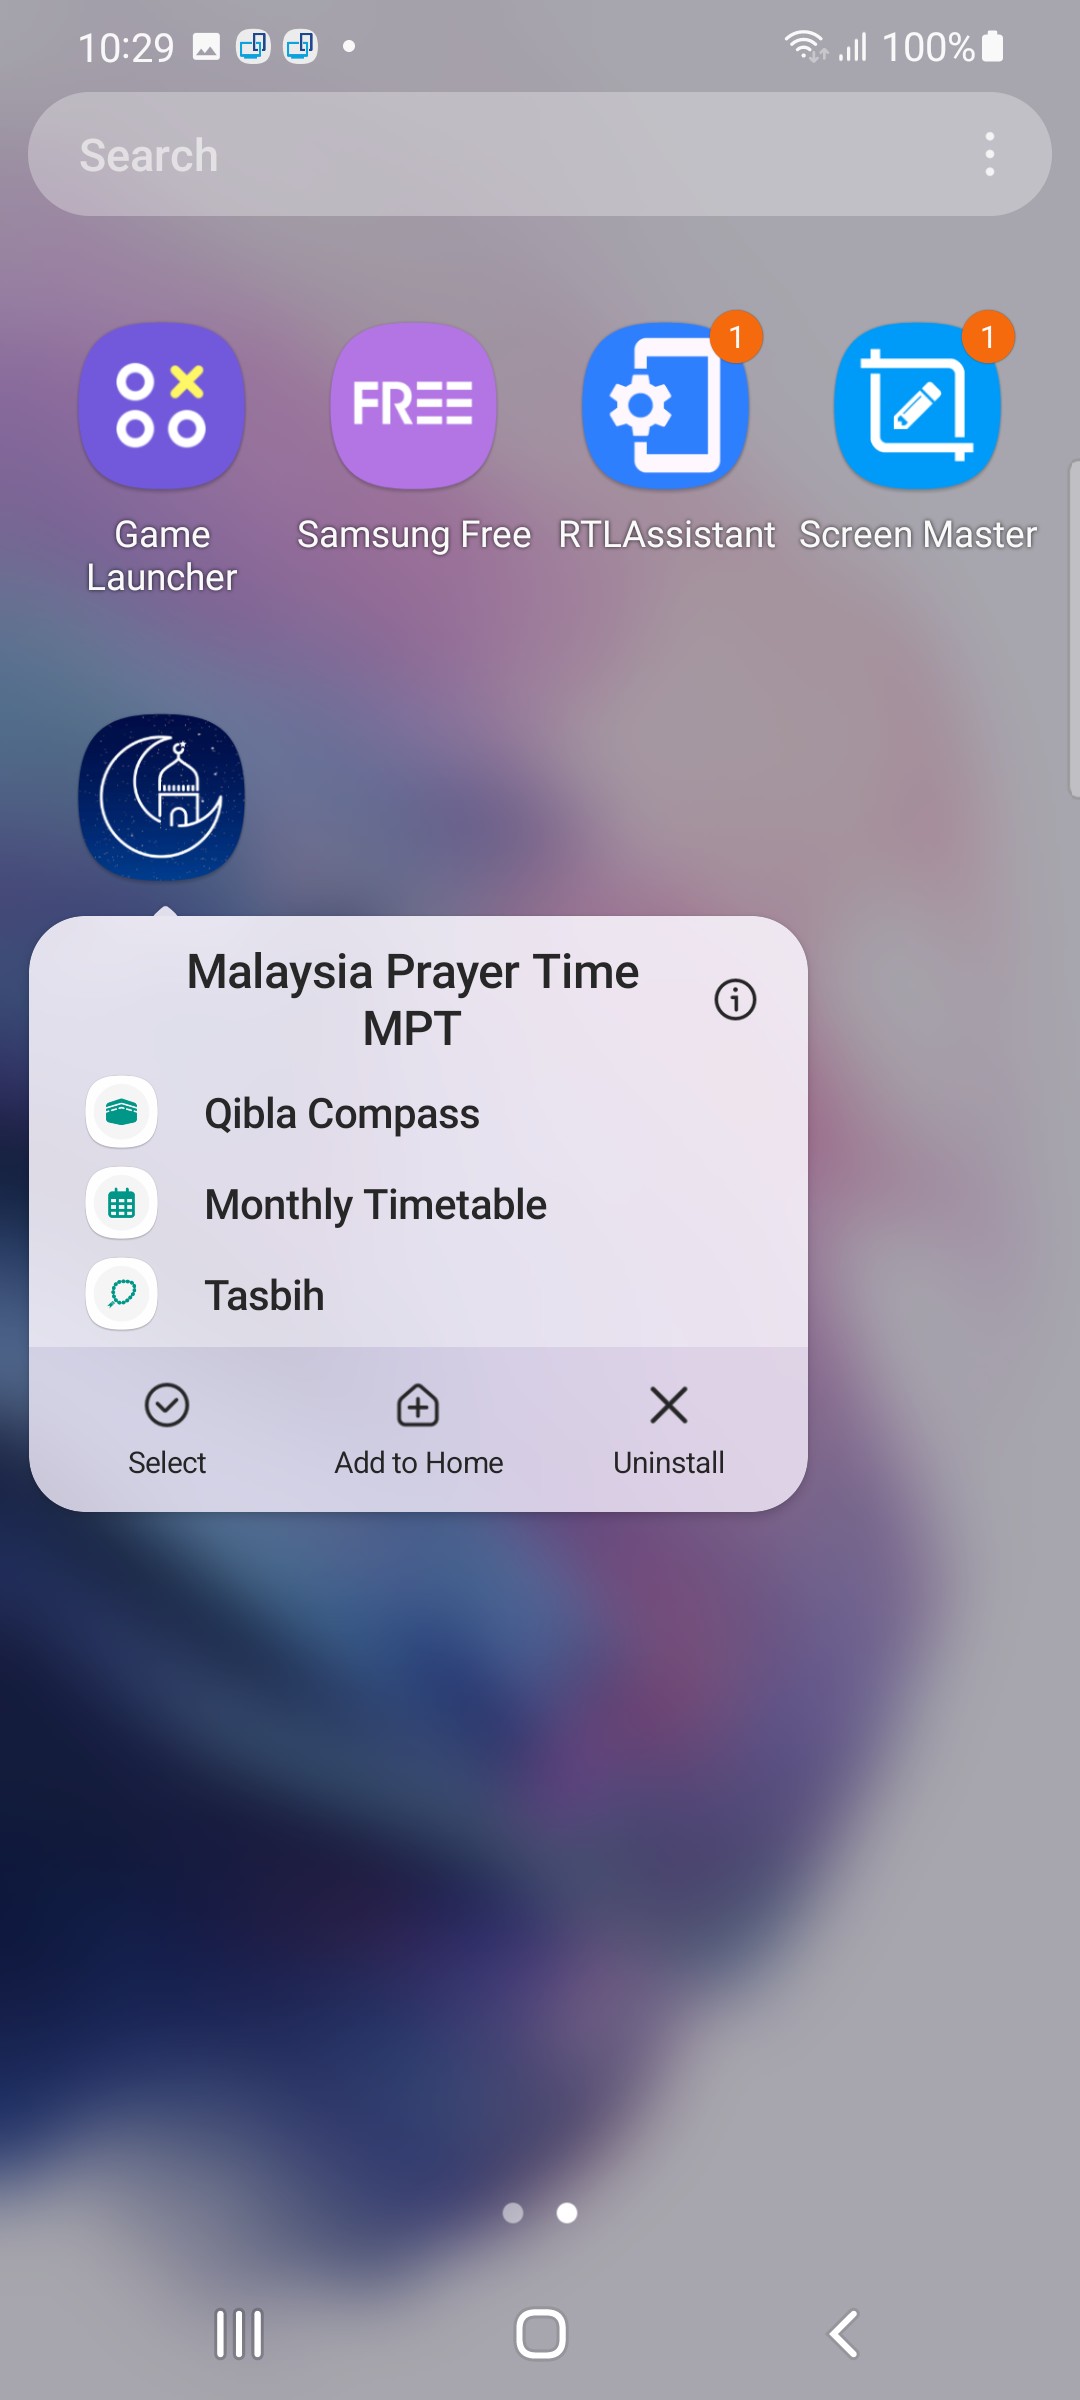 10:29
100%
Search
FREE
1
1
Game
Launcher
Samsung Free
RTLAssistant
Screen Master
Malaysia Prayer Time
MPT
Qibla Compass
Monthly Timetable
Tasbih
Select
Add to Home
Uninstall